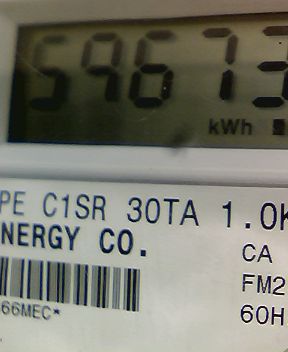 59673
kWh
PE C1SR 30TA 1.0K
NERGY CO.
CA
FM2
66MEC*
60H